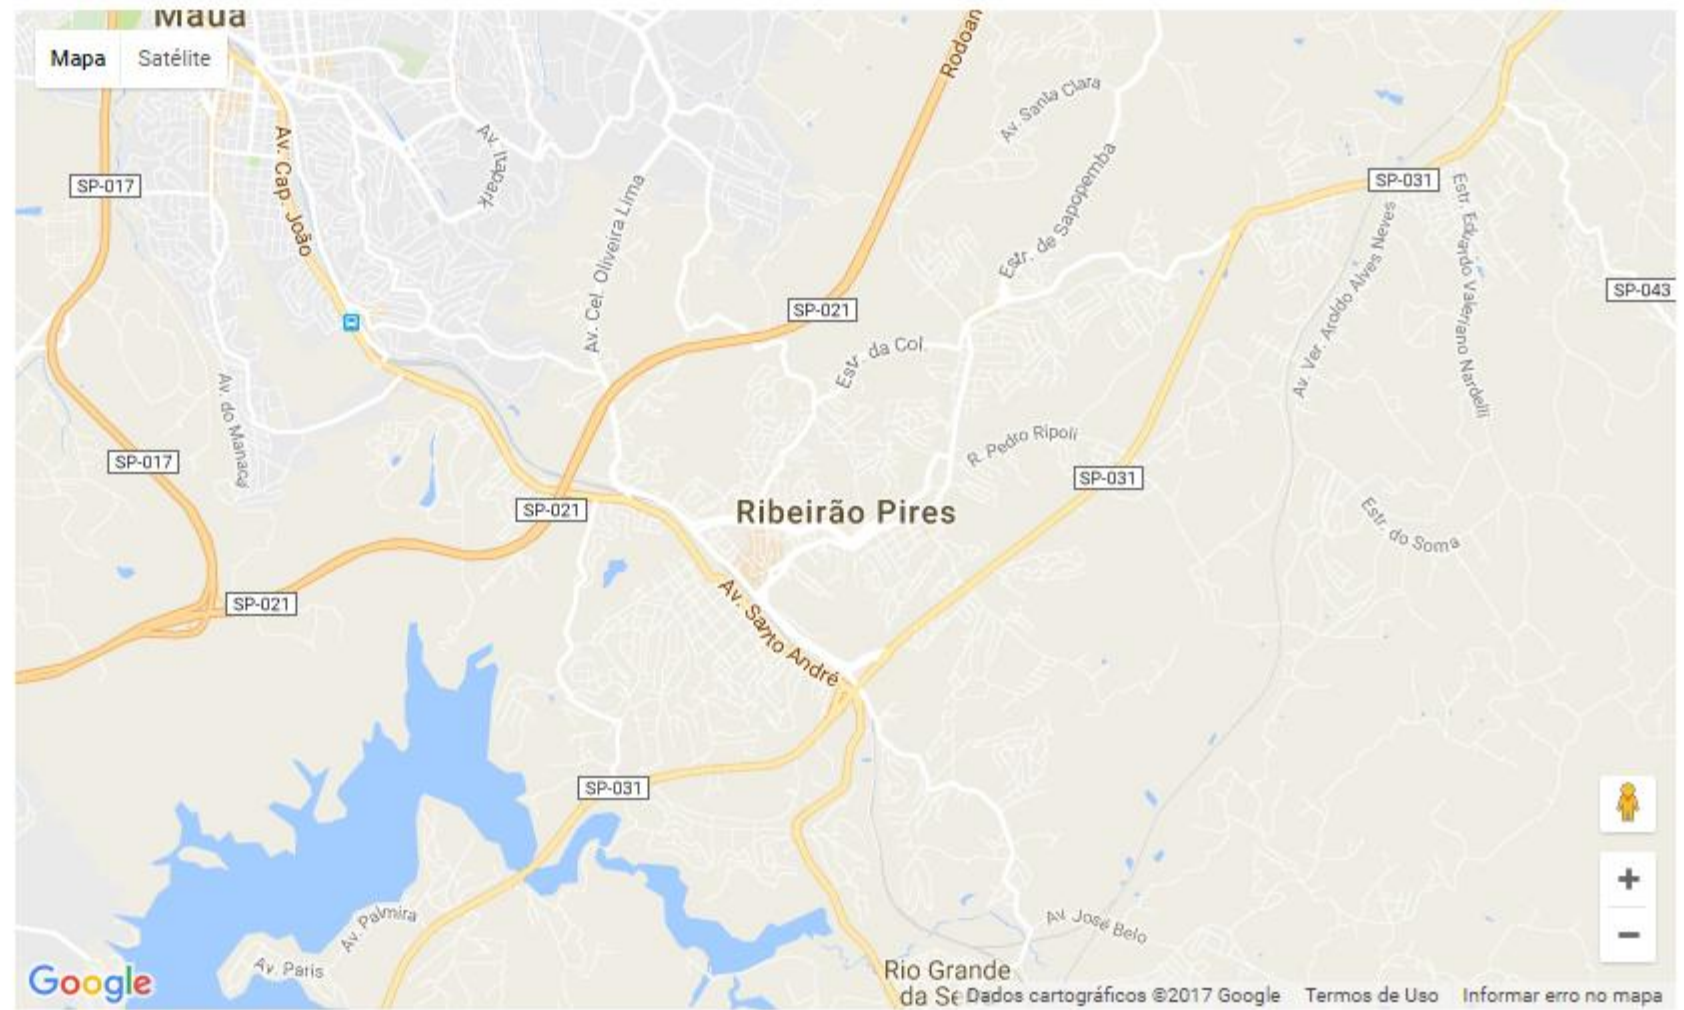 Mauá
Mapa
Satélite
Rodoan
Av. Santa Clara
Av. Itapark
Av. Cap. João
SP-017
SP-031
Estr. de Sapopemba
Av. Cel. Oliveira Lima
Estr. Edvardo Valeriano Nardelli
Av. Ver. Aroldo Alves Neves
SP-043
SP-021
Estr. da Col.
Av. do Manacá
R. Pedro Ripoli
SP-017
SP-031
SP-021
Ribeirão Pires
Estr. do Soma
SP-021
Av. Santo André
SP-031
Av. Palmira
Av. José Belo
Av. Paris
Google
Rio Grande
da Se
Dados cartográficos ©2017 Google
Termos de Uso
Informar erro no mapa